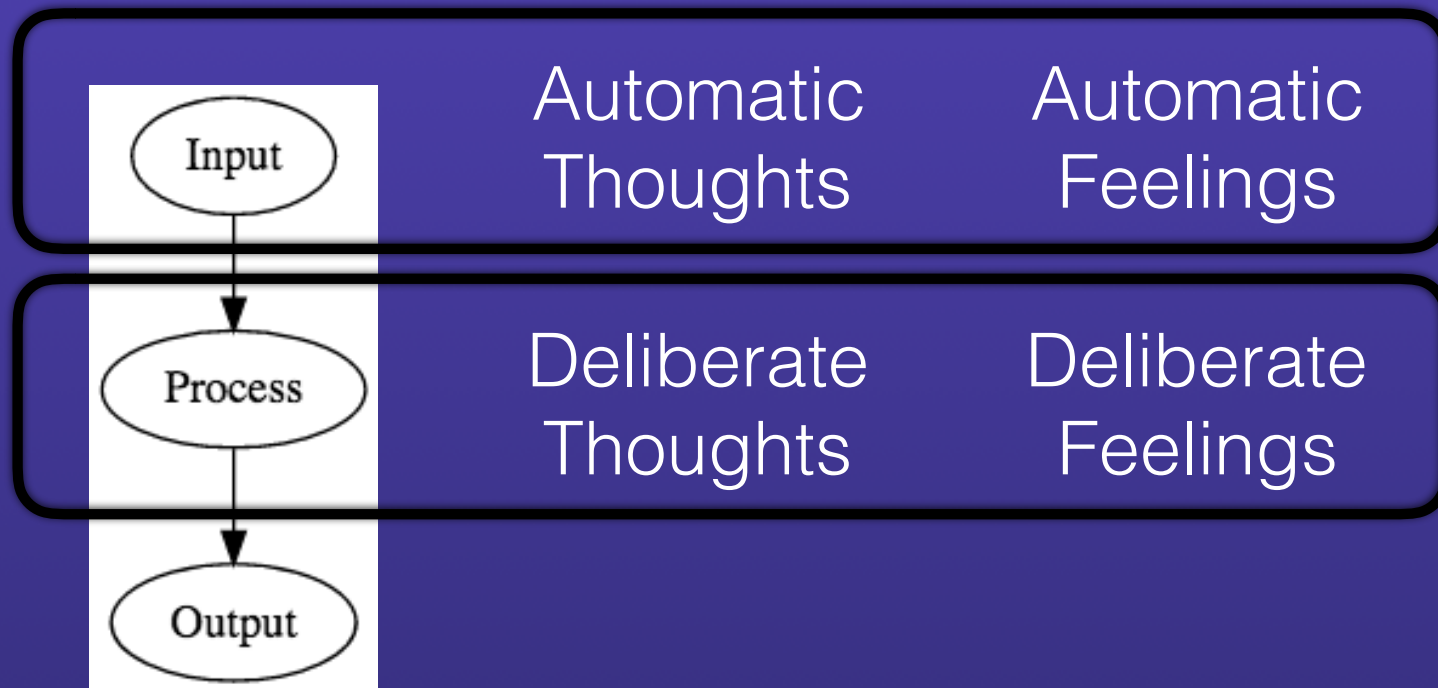 Input
Automatic Thoughts
Automatic Feelings
Process
Deliberate Thoughts
Deliberate Feelings
Output